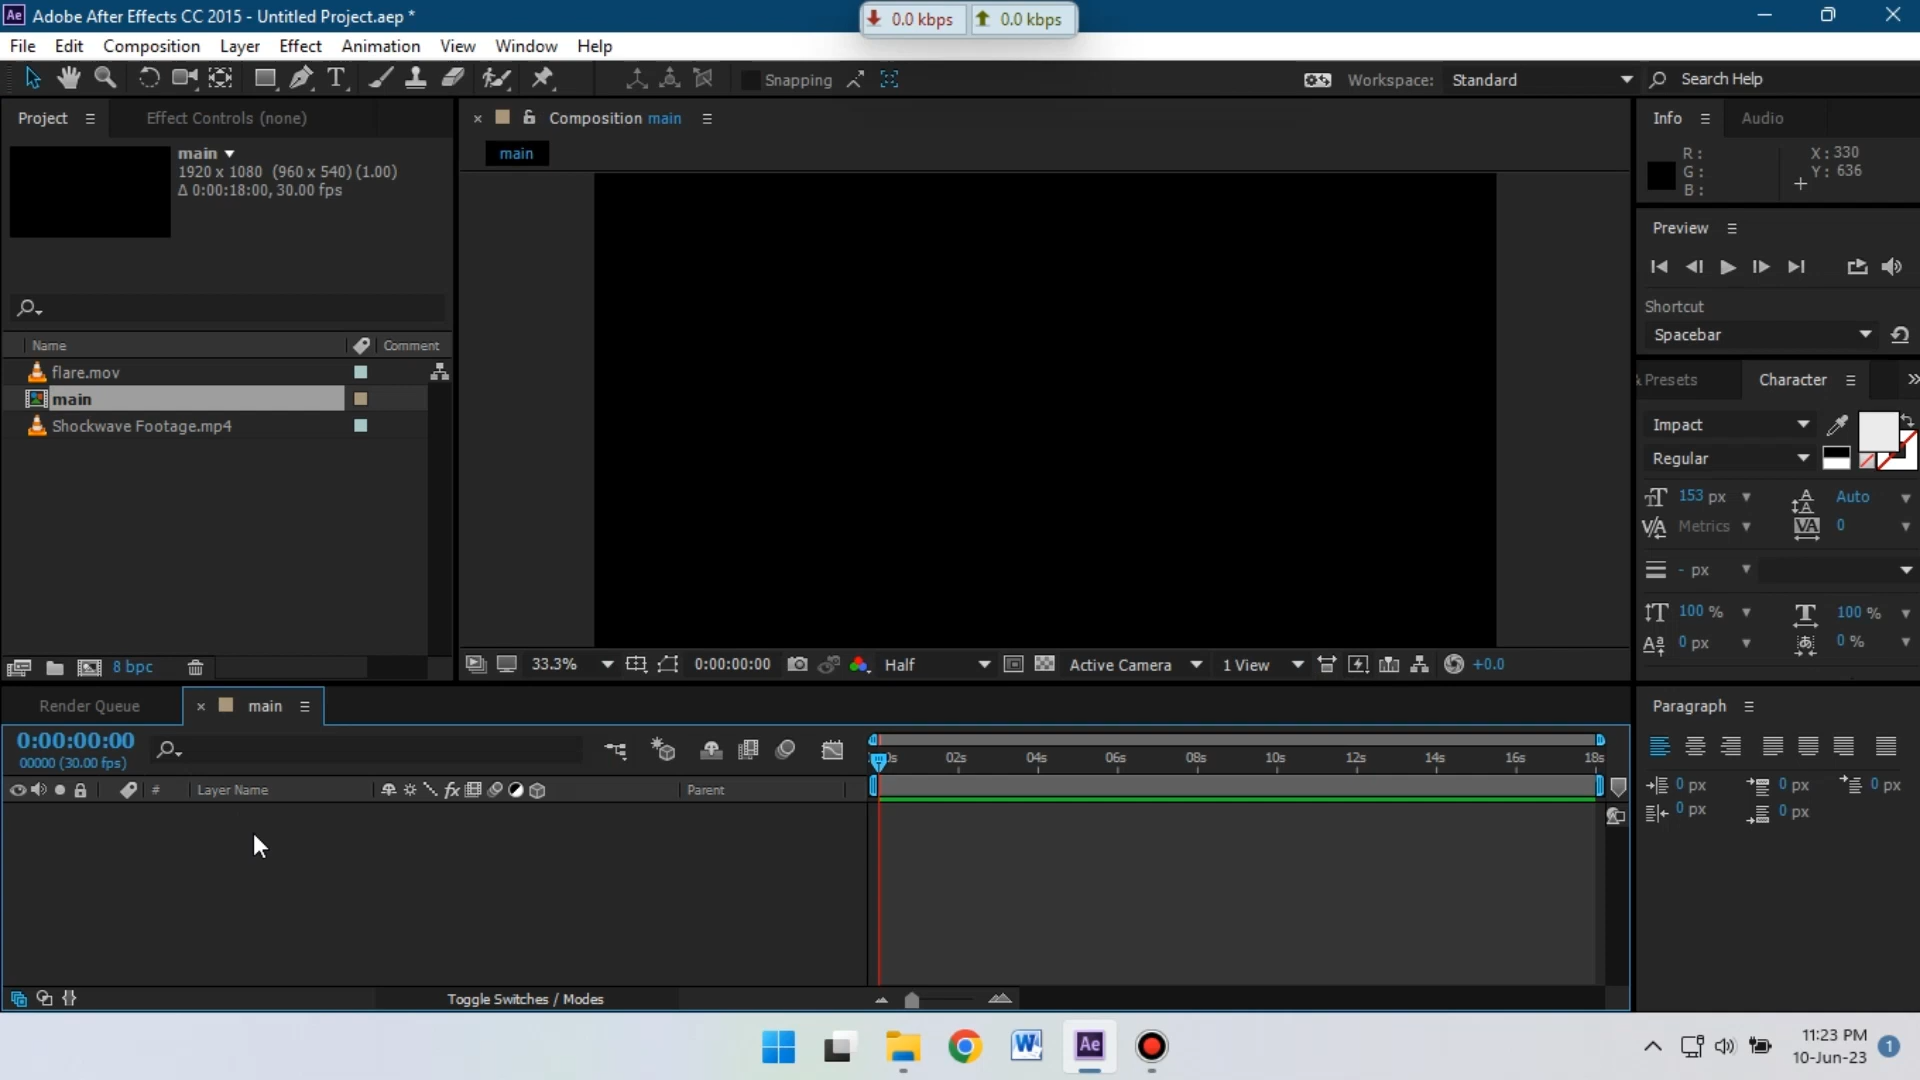 Ae Adobe After Effects CC 2015 - Untitled Project.aep *
0.0 kbps 0.0 kbps
File Edit Composition Layer Effect Animation View Window Help
T Snapping Workspace: Standard Search Help
Project Effect Controls (none)
main
1920 x 1080 (960 x 540) (1.00)
Δ 0:00:18:00, 30.00 fps
Name Comment
flare.mov
main
Shockwave Footage.mp4
8 bpc
Composition main
main
33.3% 0:00:00:00 Half Active Camera 1 View +0.0
Info Audio
R: X: 330
G: Y: 636
B:
Preview
Shortcut
Spacebar
& Presets Character
Impact
Regular
153 px Auto
Metrics 0
- px
100 % 100 %
0 px 0 %
Render Queue main
0:00:00:00
00000 (30.00 fps)
# Layer Name fx Parent
02s 04s 06s 08s 10s 12s 14s 16s 18s
Toggle Switches / Modes
Paragraph
0 px 0 px 0 px
0 px 0 px
W Ae
11:23 PM
10-Jun-23 1